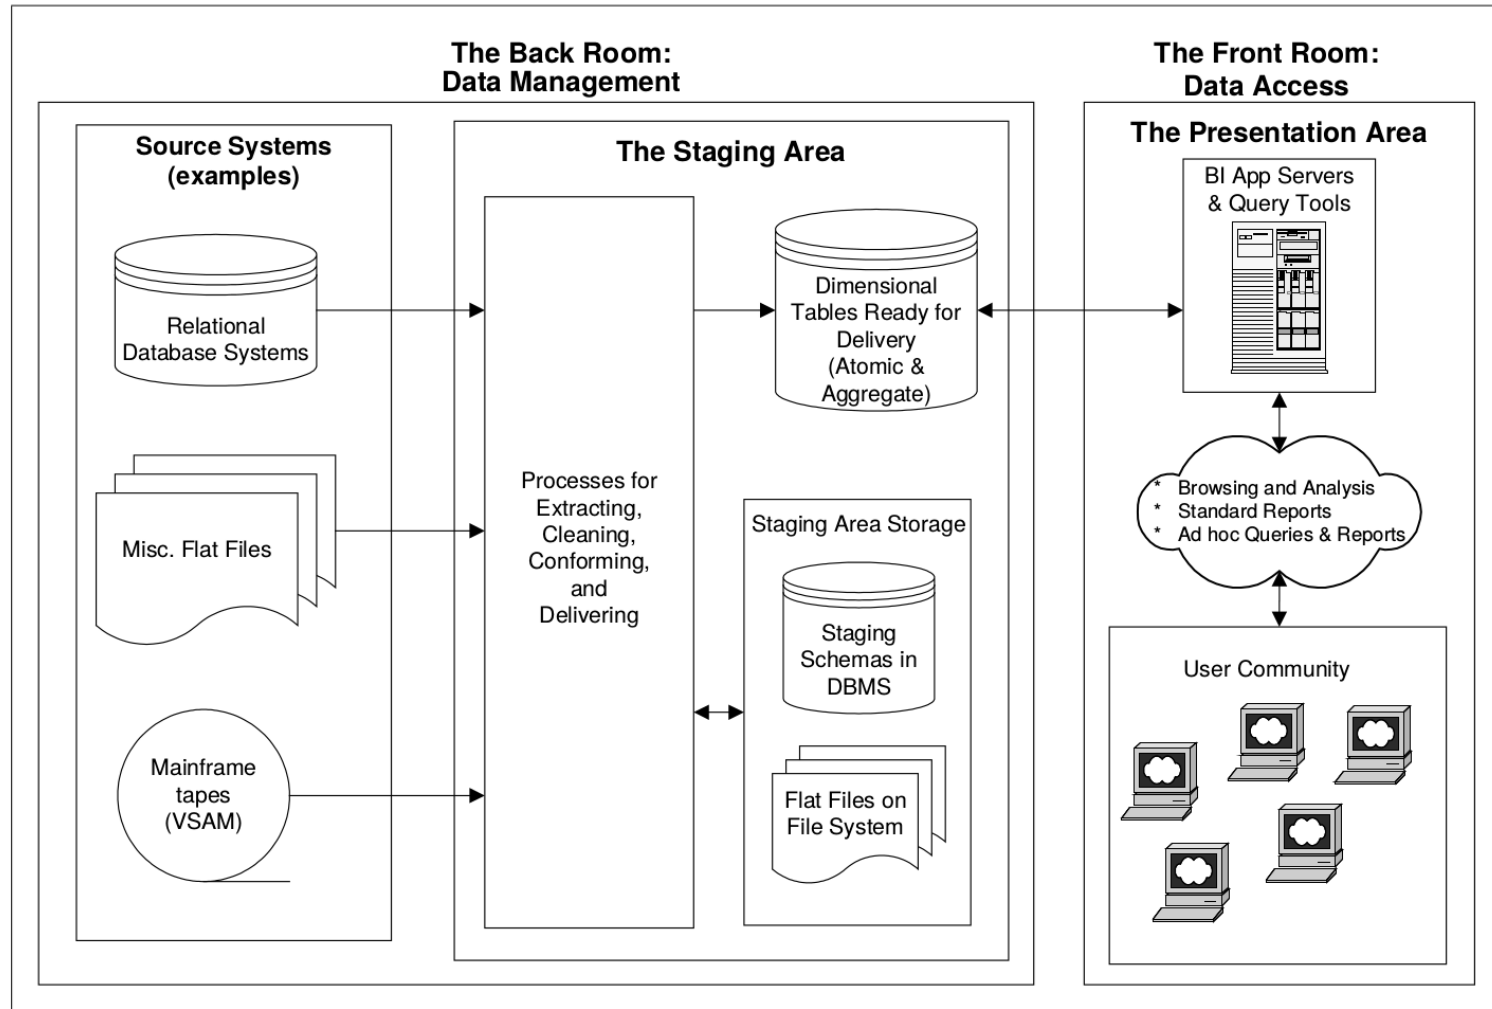 The Back Room:
Data Management
Source Systems
(examples)
Relational
Database Systems
Misc. Flat Files
Mainframe
tapes
(VSAM)
The Staging Area
Processes for
Extracting,
Cleaning,
Conforming,
and
Delivering
Dimensional
Tables Ready for
Delivery
(Atomic &
Aggregate)
Staging Area Storage
Staging
Schemas in
DBMS
Flat Files on
File System
The Front Room:
Data Access
The Presentation Area
BI App Servers
& Query Tools
* Browsing and Analysis
* Standard Reports
* Ad hoc Queries & Reports
User Community